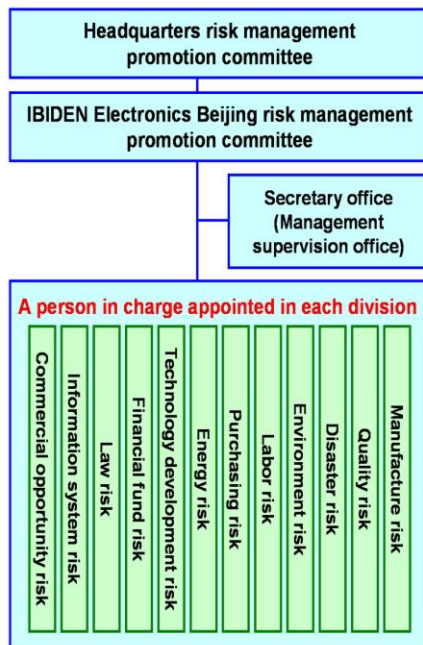 Headquarters risk management
promotion committee
IBIDEN Electronics Beijing risk management
promotion committee
Secretary office
(Management
supervision office)
A person in charge appointed in each division
Commercial opportunity risk
Information system risk
Law risk
Financial fund risk
Technology development risk
Energy risk
Purchasing risk
Labor risk
Environment risk
Disaster risk
Quality risk
Manufacture risk